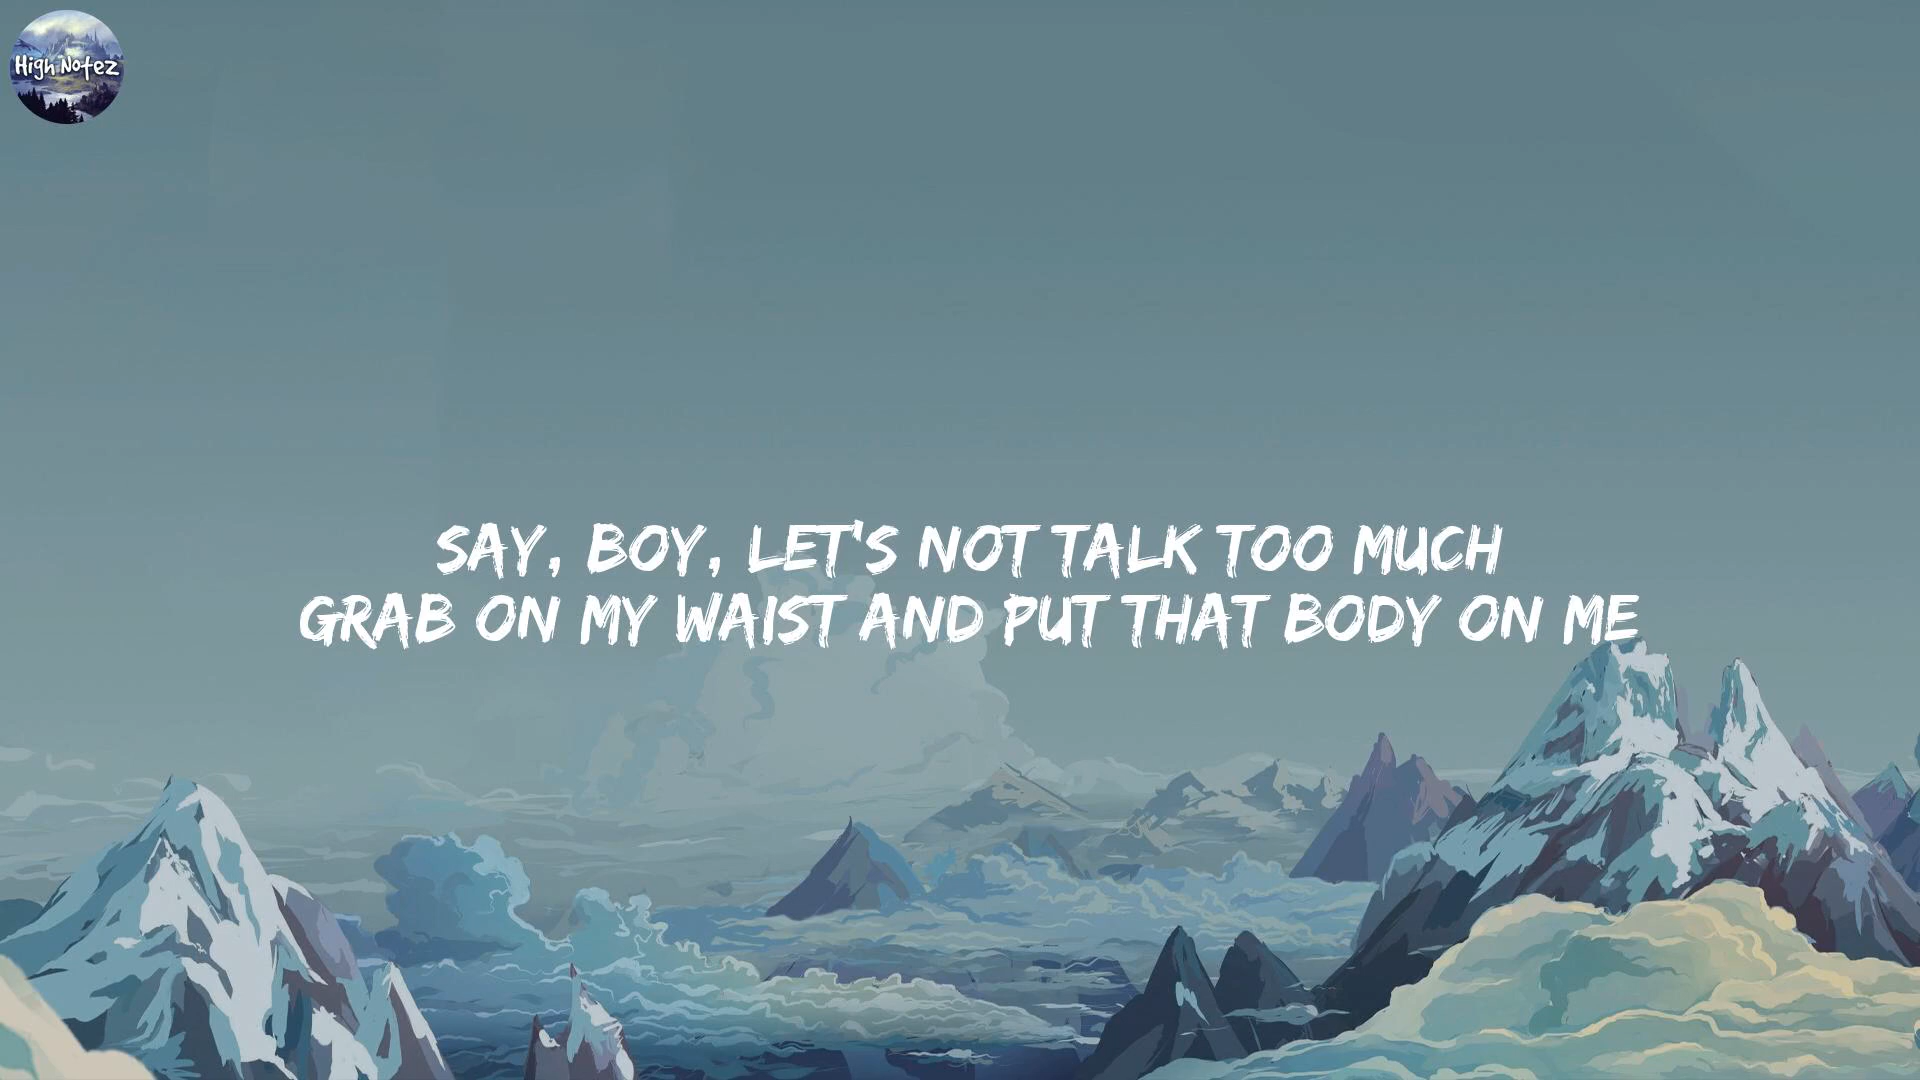 High Notez
SAY, BOY, LET'S NOT TALK TOO MUCH
GRAB ON MY WAIST AND PUT THAT BODY ON ME